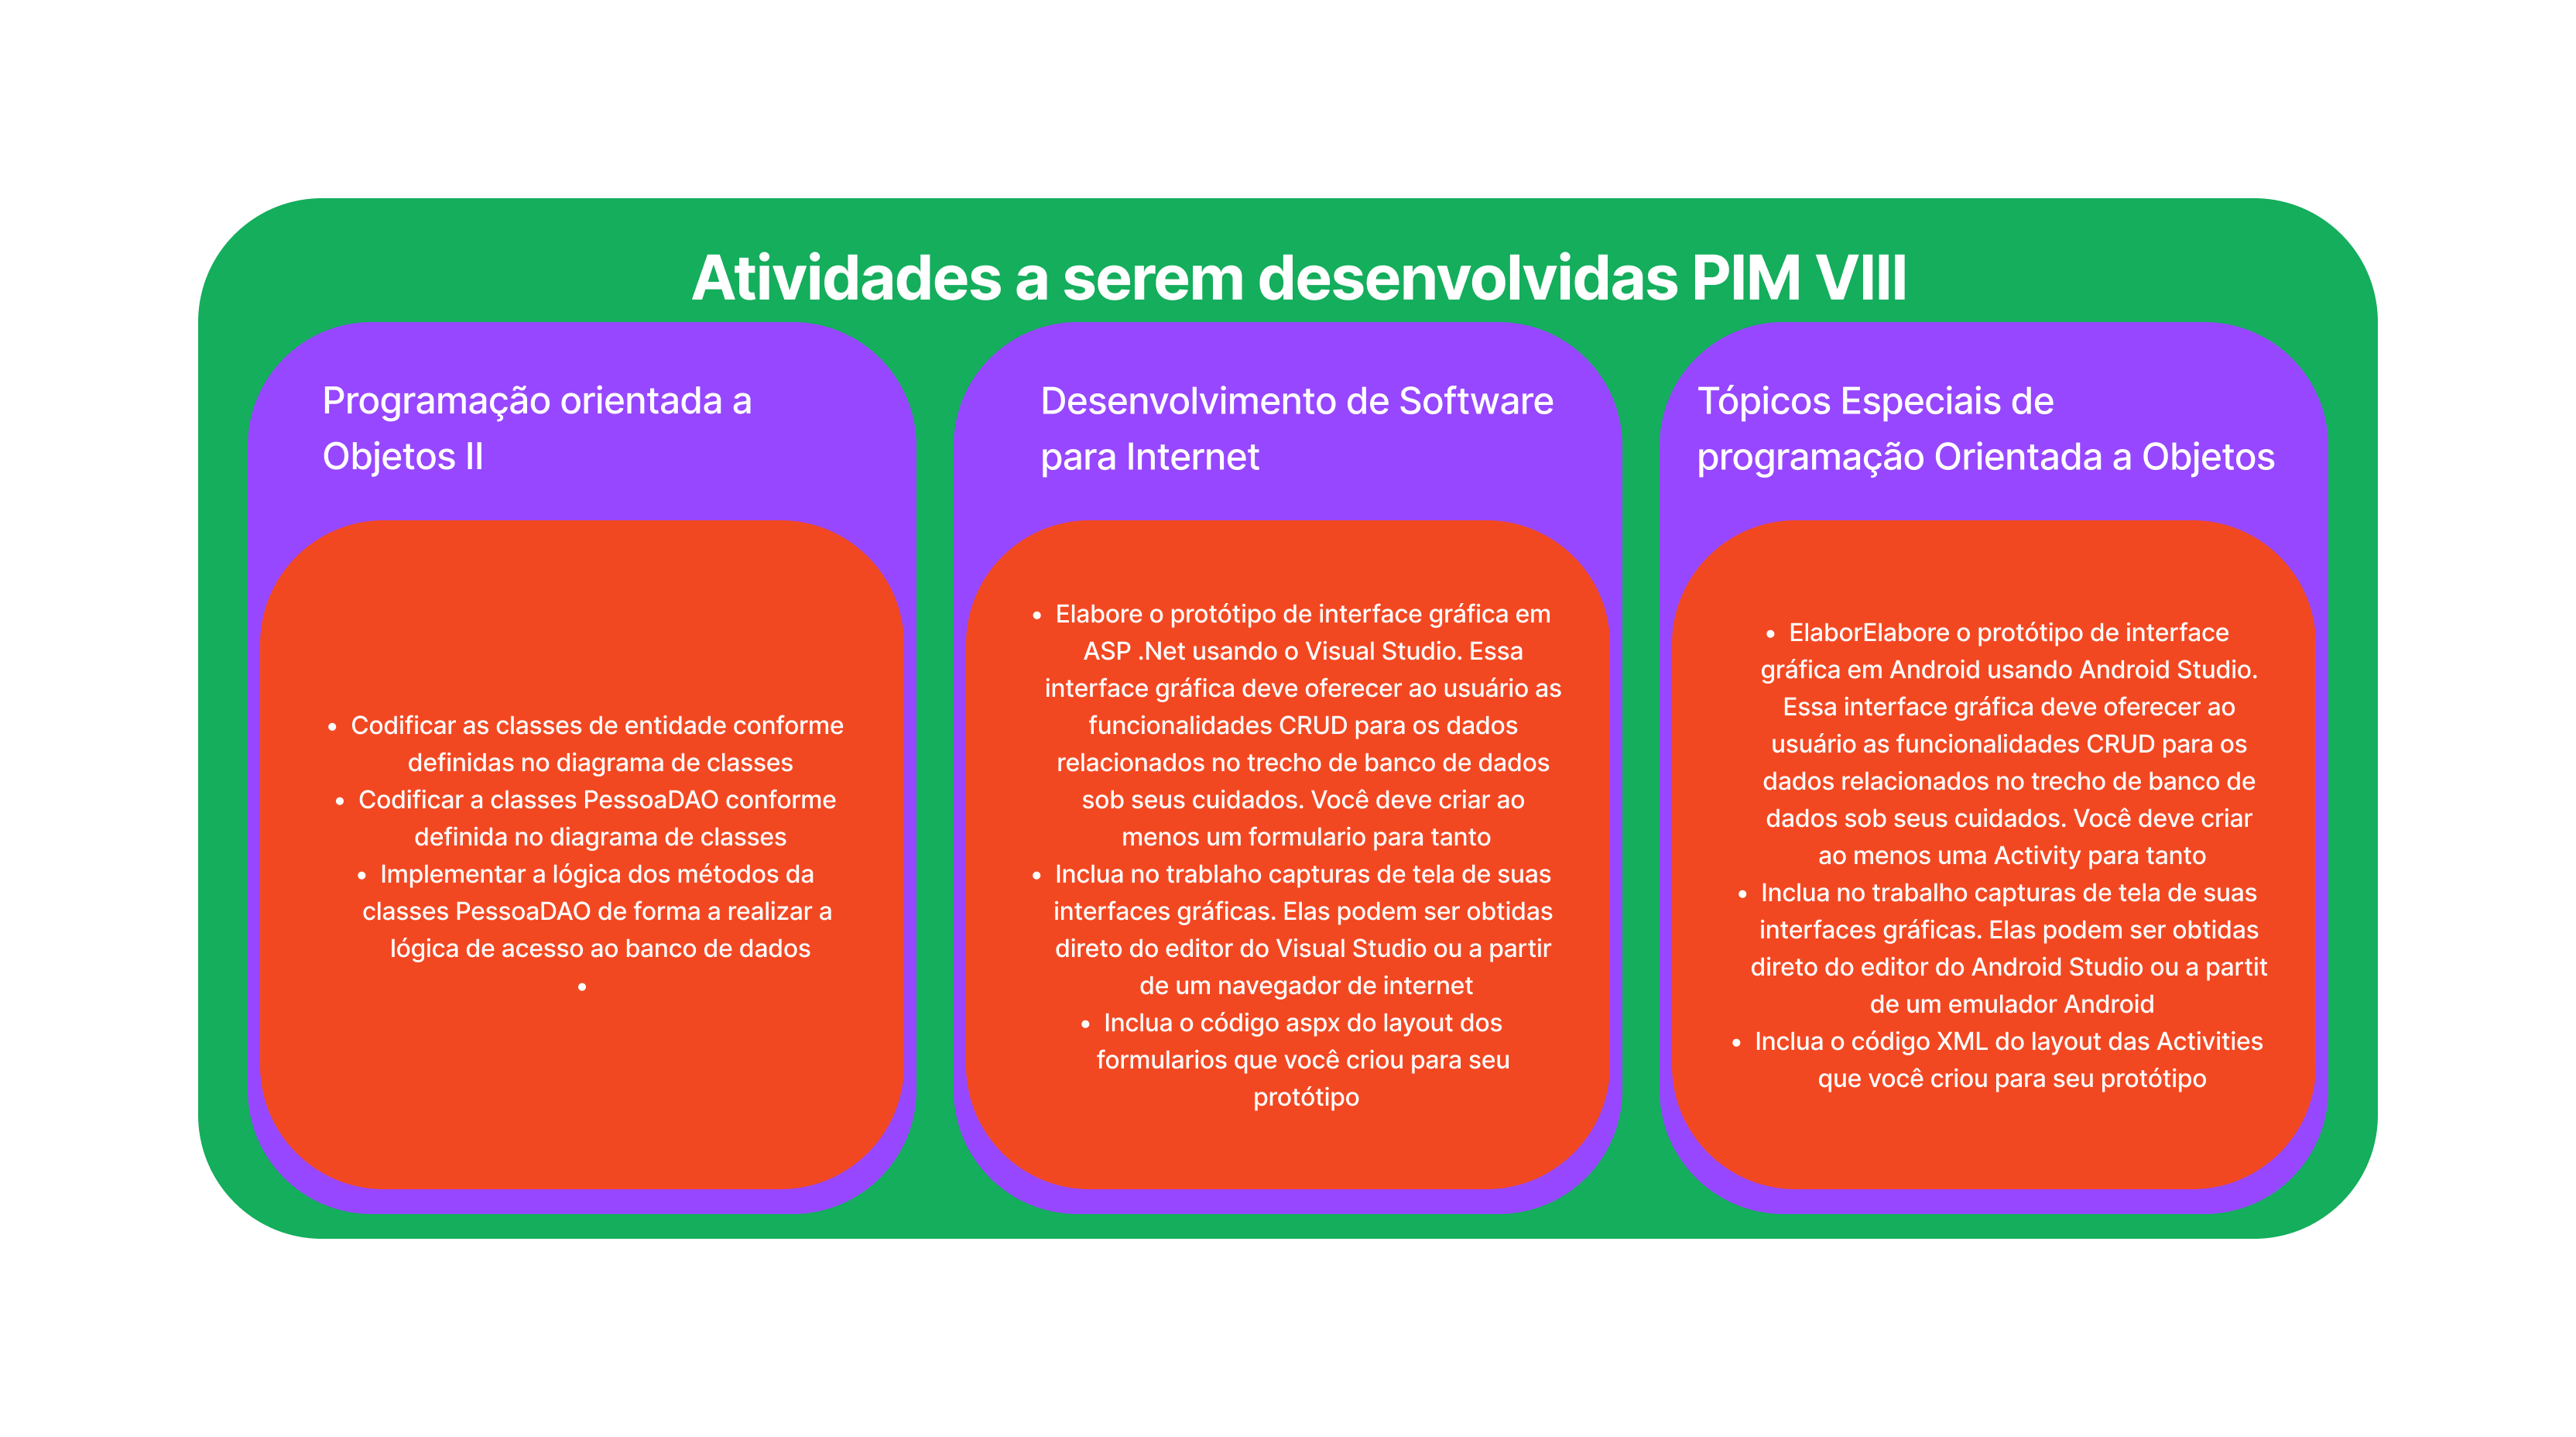 Atividades a serem desenvolvidas PIM VIII
Programação orientada a
Objetos II
• Codificar as classes de entidade conforme
definidas no diagrama de classes
• Codificar a classes PessoaDAO conforme
definida no diagrama de classes
• Implementar a lógica dos métodos da
classes PessoaDAO de forma a realizar a
lógica de acesso ao banco de dados
•
Desenvolvimento de Software
para Internet
• Elabore o protótipo de interface gráfica em
ASP .Net usando o Visual Studio. Essa
interface gráfica deve oferecer ao usuário as
funcionalidades CRUD para os dados
relacionados no trecho de banco de dados
sob seus cuidados. Você deve criar ao
menos um formulario para tanto
• Inclua no trablaho capturas de tela de suas
interfaces gráficas. Elas podem ser obtidas
direto do editor do Visual Studio ou a partir
de um navegador de internet
• Inclua o código aspx do layout dos
formularios que você criou para seu
protótipo
Tópicos Especiais de
programação Orientada a Objetos
• ElaborElabore o protótipo de interface
gráfica em Android usando Android Studio.
Essa interface gráfica deve oferecer ao
usuário as funcionalidades CRUD para os
dados relacionados no trecho de banco de
dados sob seus cuidados. Você deve criar
ao menos uma Activity para tanto
• Inclua no trabalho capturas de tela de suas
interfaces gráficas. Elas podem ser obtidas
direto do editor do Android Studio ou a partit
de um emulador Android
• Inclua o código XML do layout das Activities
que você criou para seu protótipo